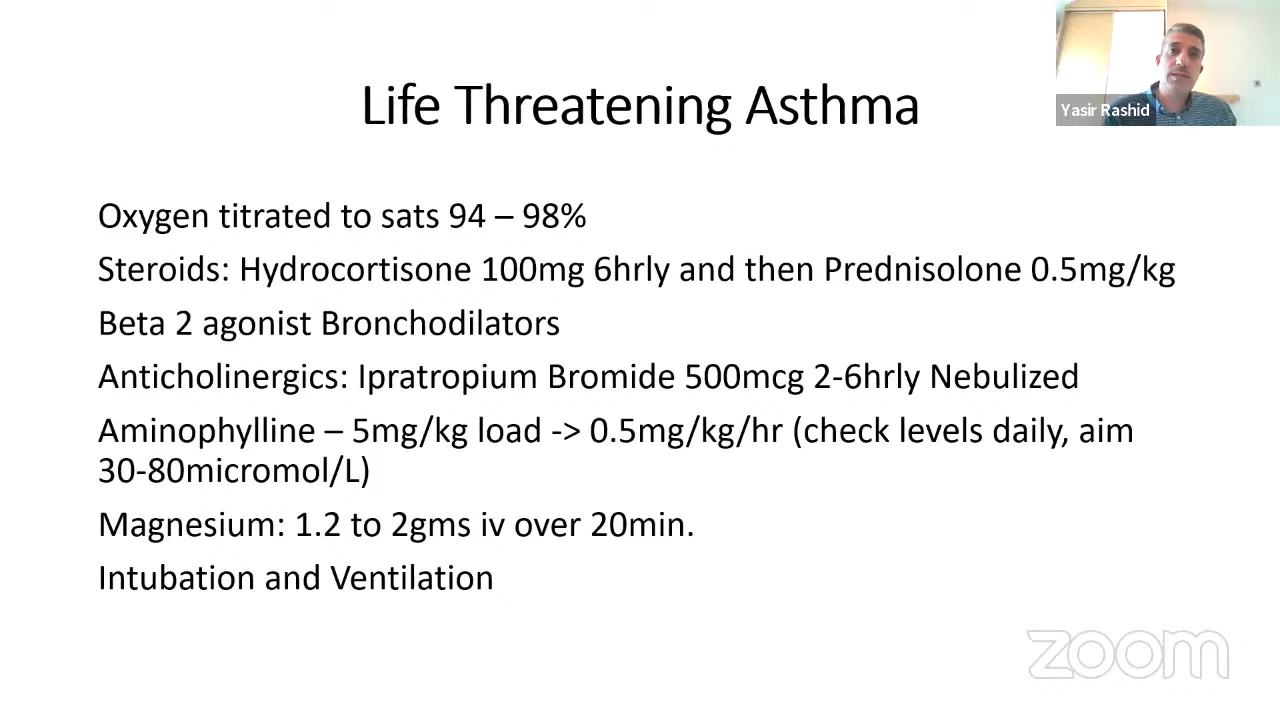 Yasir Rashid
Life Threatening Asthma
Oxygen titrated to sats 94 – 98%
Steroids: Hydrocortisone 100mg 6hrly and then Prednisolone 0.5mg/kg
Beta 2 agonist Bronchodilators
Anticholinergics: Ipratropium Bromide 500mcg 2-6hrly Nebulized
Aminophylline – 5mg/kg load -> 0.5mg/kg/hr (check levels daily, aim
30-80micromol/L)
Magnesium: 1.2 to 2gms iv over 20min.
Intubation and Ventilation
zoom